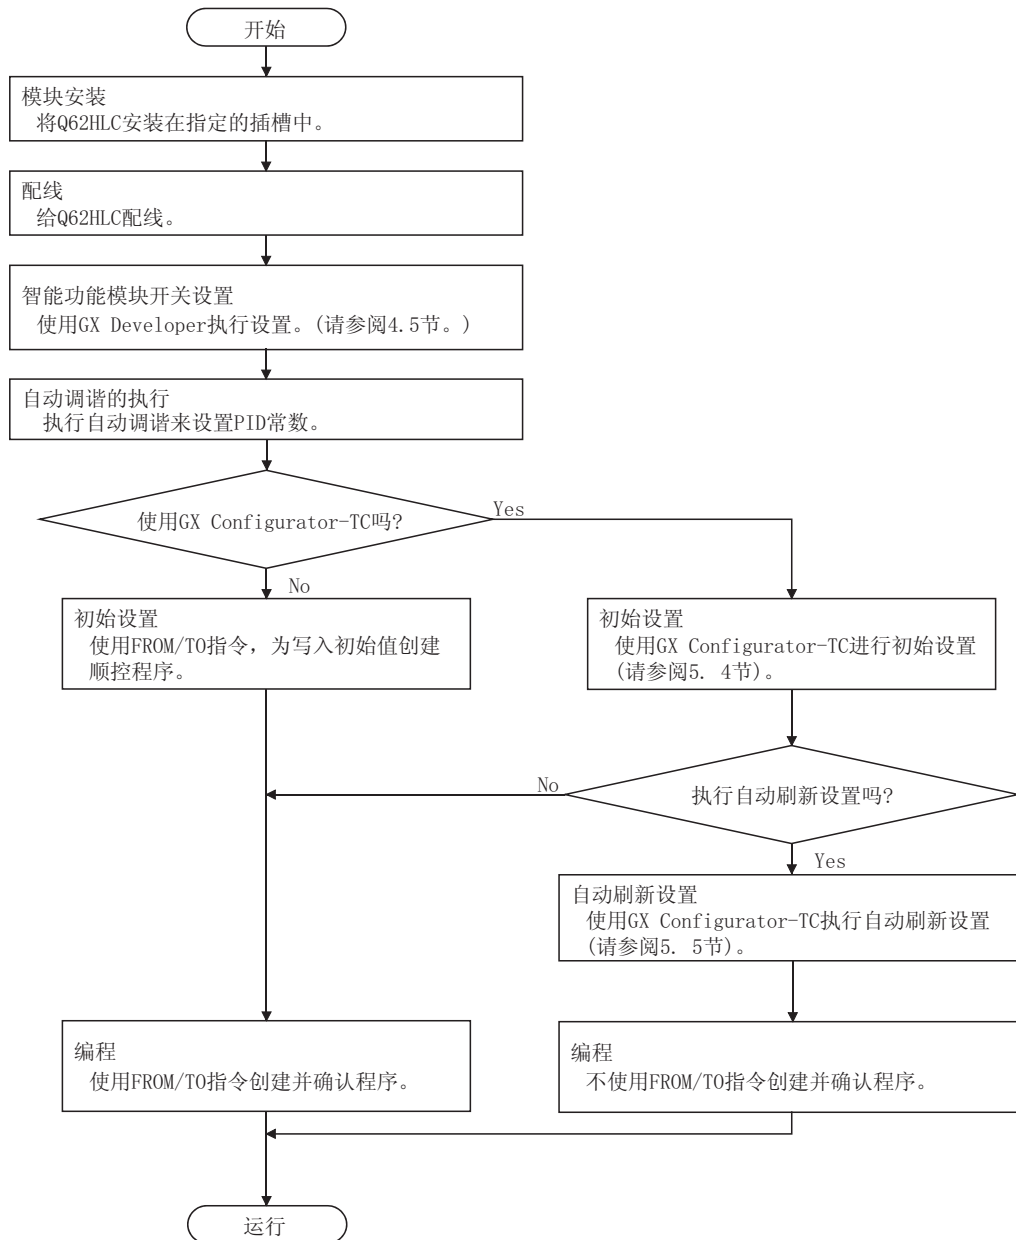 开始
模块安装
将Q62HLC安装在指定的插槽中。
配线
给Q62HLC配线。
智能功能模块开关设置
使用GX Developer执行设置。(请参阅4.5节。)
自动调谐的执行
执行自动调谐来设置PID常数。
使用GX Configurator-TC吗?
Yes
No
初始设置
使用FROM/TO指令，为写入初始值创建
顺控程序。
初始设置
使用GX Configurator-TC进行初始设置
(请参阅5. 4节)。
No
执行自动刷新设置吗?
Yes
自动刷新设置
使用GX Configurator-TC执行自动刷新设置
(请参阅5. 5节)。
编程
使用FROM/TO指令创建并确认程序。
编程
不使用FROM/TO指令创建并确认程序。
运行